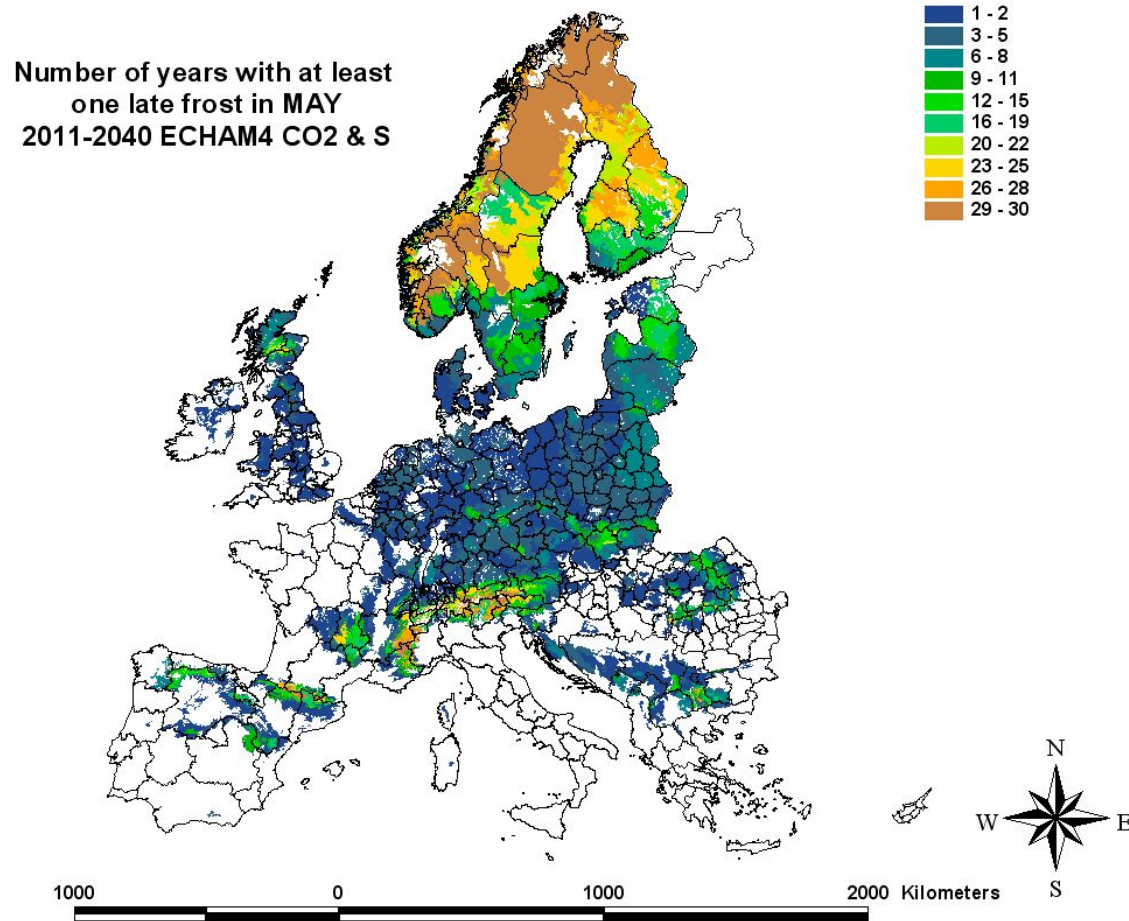 Number of years with at least
one late frost in MAY
2011-2040 ECHAM4 CO2 & S
1 - 2
3 - 5
6 - 8
9 - 11
12 - 15
16 - 19
20 - 22
23 - 25
26 - 28
29 - 30
N
W E
S
1000 0 1000 2000 Kilometers